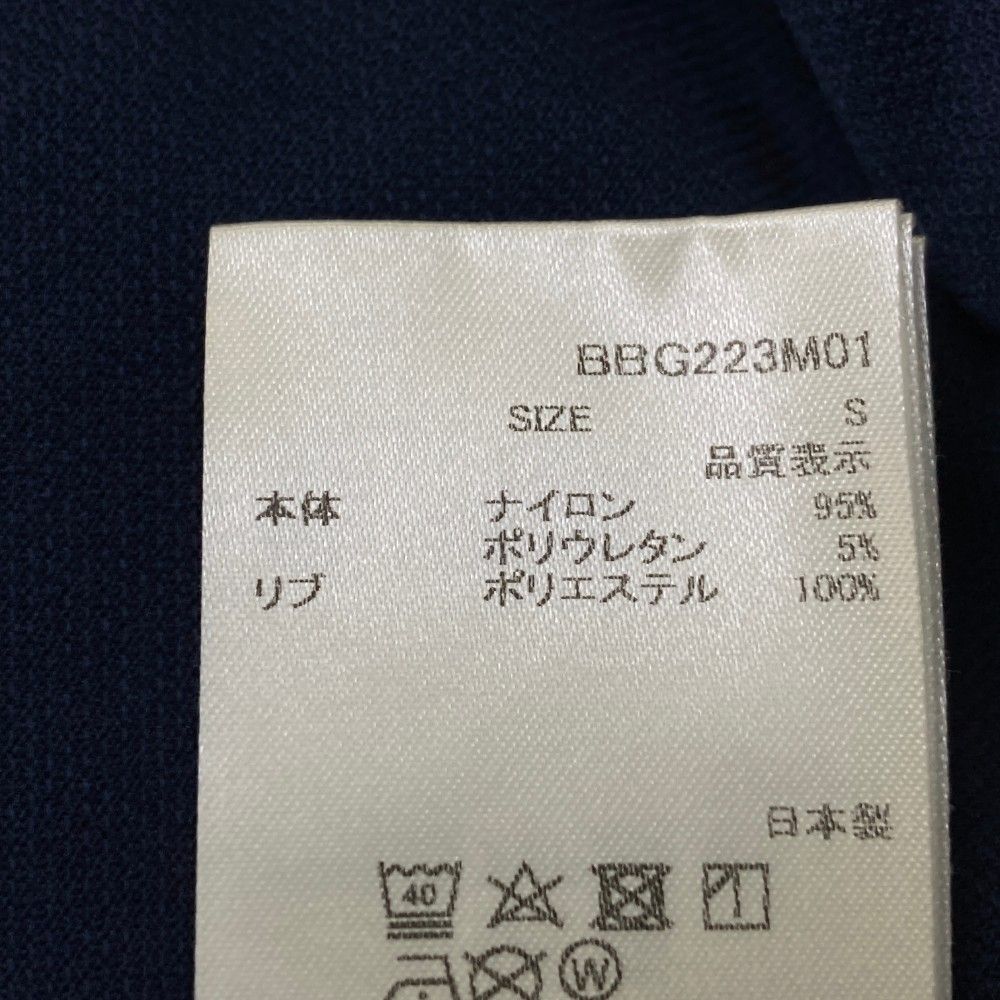 BBG223M01
SIZE S
品質表示
本体 ナイロン 95%
ポリウレタン 5%
リブ ポリエステル 100%
日本製
40
W